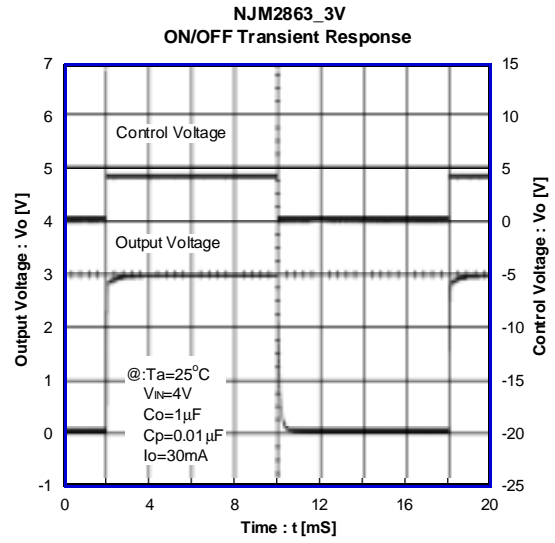 NJM2863_3V
ON/OFF Transient Response
7
6
5
4
3
2
1
0
-1
Output Voltage : Vo [V]
15
10
5
0
-5
-10
-15
-20
-25
Control Voltage : Vo [V]
Control Voltage
Output Voltage
@:Ta=25°C
VIN=4V
Co=1µF
Cp=0.01µF
Io=30mA
0 4 8 12 16 20
Time : t [mS]